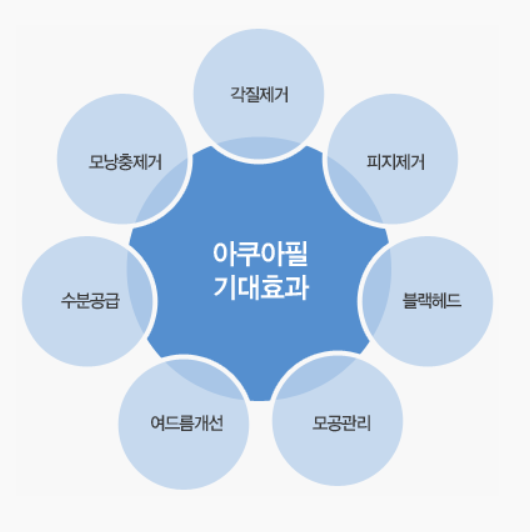 각질제거
피지제거
블랙헤드
모공관리
여드름개선
수분공급
모낭충제거
아쿠아필
기대효과